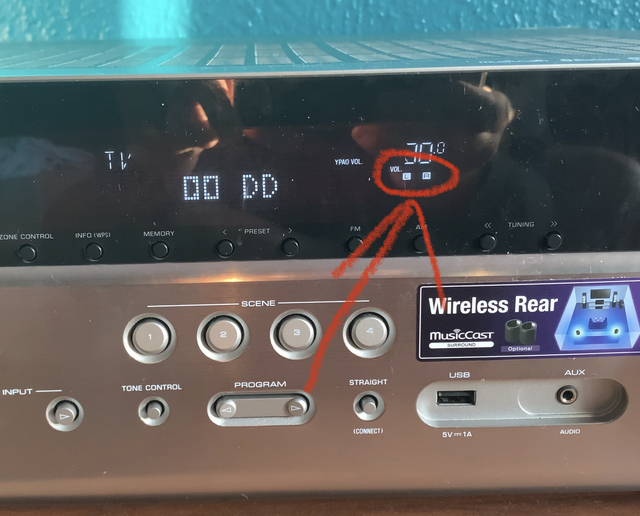 TV
YPAO VOL.
VOL.
L R
DD
ZONE CONTROL
INFO (WPS)
MEMORY
PRESET
FM
AM
TUNING
SCENE
1 2 3 4
Wireless Rear
MusicCast
SURROUND
Optional
INPUT
TONE CONTROL
PROGRAM
STRAIGHT
(CONNECT)
USB
5V 1A
AUX
AUDIO